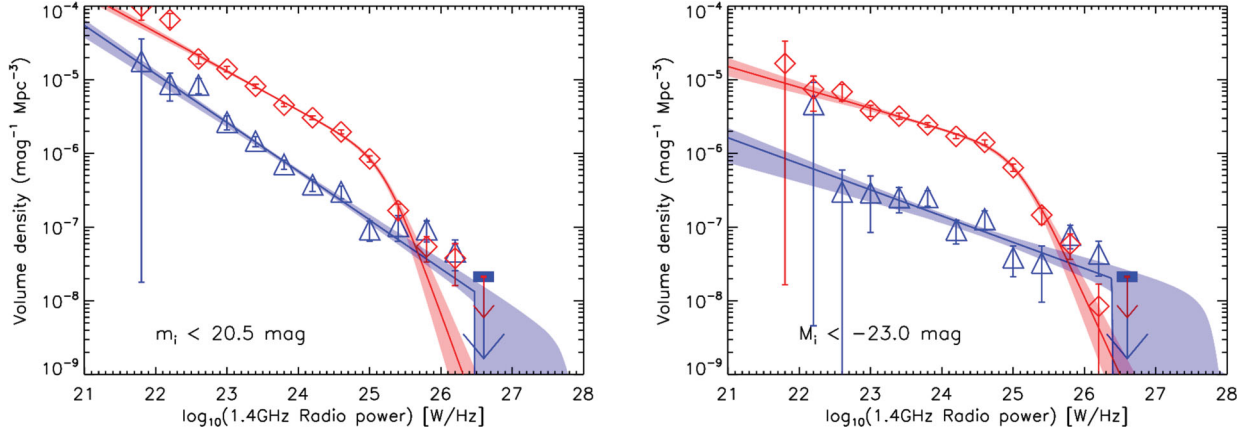 10⁻⁴
10⁻⁵
10⁻⁶
10⁻⁷
10⁻⁸
10⁻⁹
Volume density (mag⁻¹ Mpc⁻³)
mᵢ < 20.5 mag
21 22 23 24 25 26 27 28
log₁₀(1.4GHz Radio power) [W/Hz]
10⁻⁴
10⁻⁵
10⁻⁶
10⁻⁷
10⁻⁸
10⁻⁹
Volume density (mag⁻¹ Mpc⁻³)
Mᵢ < −23.0 mag
21 22 23 24 25 26 27 28
log₁₀(1.4GHz Radio power) [W/Hz]